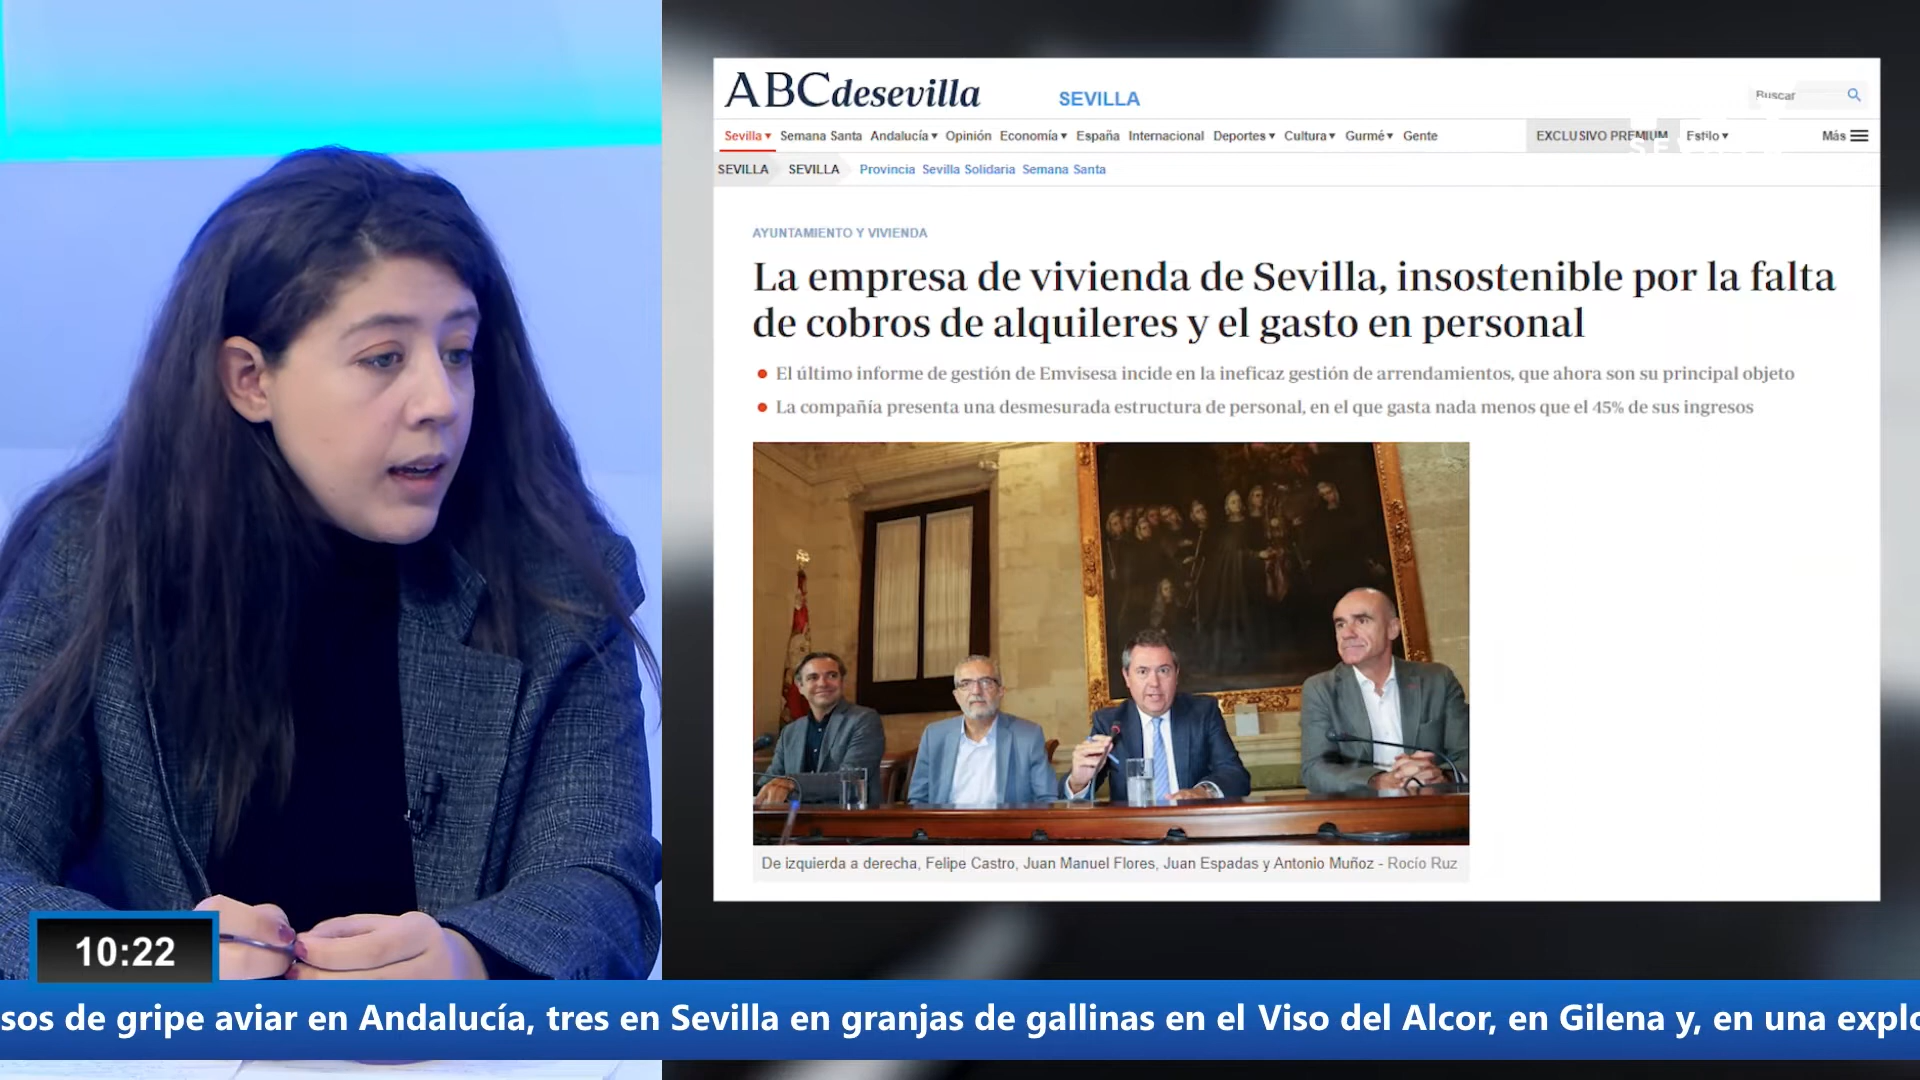 ABCdesevilla
SEVILLA
Buscar
Sevilla Semana Santa Andalucía Opinión Economía España Internacional Deportes Cultura Gurmé Gente EXCLUSIVO PREMIUM Estilo Más
SEVILLA SEVILLA Provincia Sevilla Solidaria Semana Santa
AYUNTAMIENTO Y VIVIENDA
La empresa de vivienda de Sevilla, insostenible por la falta
de cobros de alquileres y el gasto en personal
El último informe de gestión de Emvisesa incide en la ineficaz gestión de arrendamientos, que ahora son su principal objeto
La compañía presenta una desmesurada estructura de personal, en el que gasta nada menos que el 45% de sus ingresos
De izquierda a derecha, Felipe Castro, Juan Manuel Flores, Juan Espadas y Antonio Muñoz - Rocío Ruz
10:22
sos de gripe aviar en Andalucía, tres en Sevilla en granjas de gallinas en el Viso del Alcor, en Gilena y, en una explo